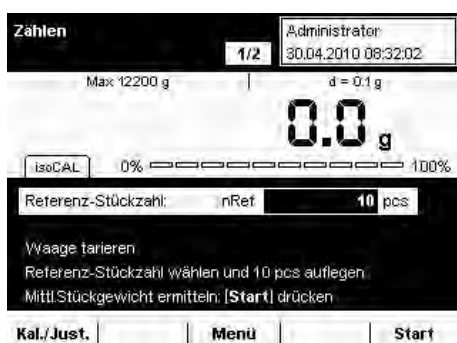 Zählen
1/2
Administrator
30.04.2010 08:32:02
Max 12200 g
d = 0.1 g
0.0 g
isoCAL 0% 100%
Referenz-Stückzahl: nRef 10 pcs
Waage tarieren
Referenz-Stückzahl wählen und 10 pcs auflegen
Mittl.Stückgewicht ermitteln: [Start] drücken
Kal./Just. Menü Start